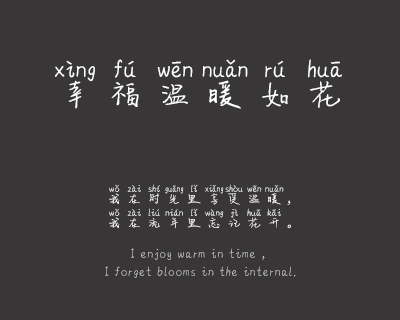 xìng fú wēn nuǎn rú huā
幸福温暖如花
wǒ zài shí guāng lǐ xiǎng shòu wēn nuǎn
我在时光里享受温暖，
wǒ zài liú nián lǐ wàng jì huā kāi
我在流年里忘记花开。
I enjoy warm in time ,
I forget blooms in the internal.